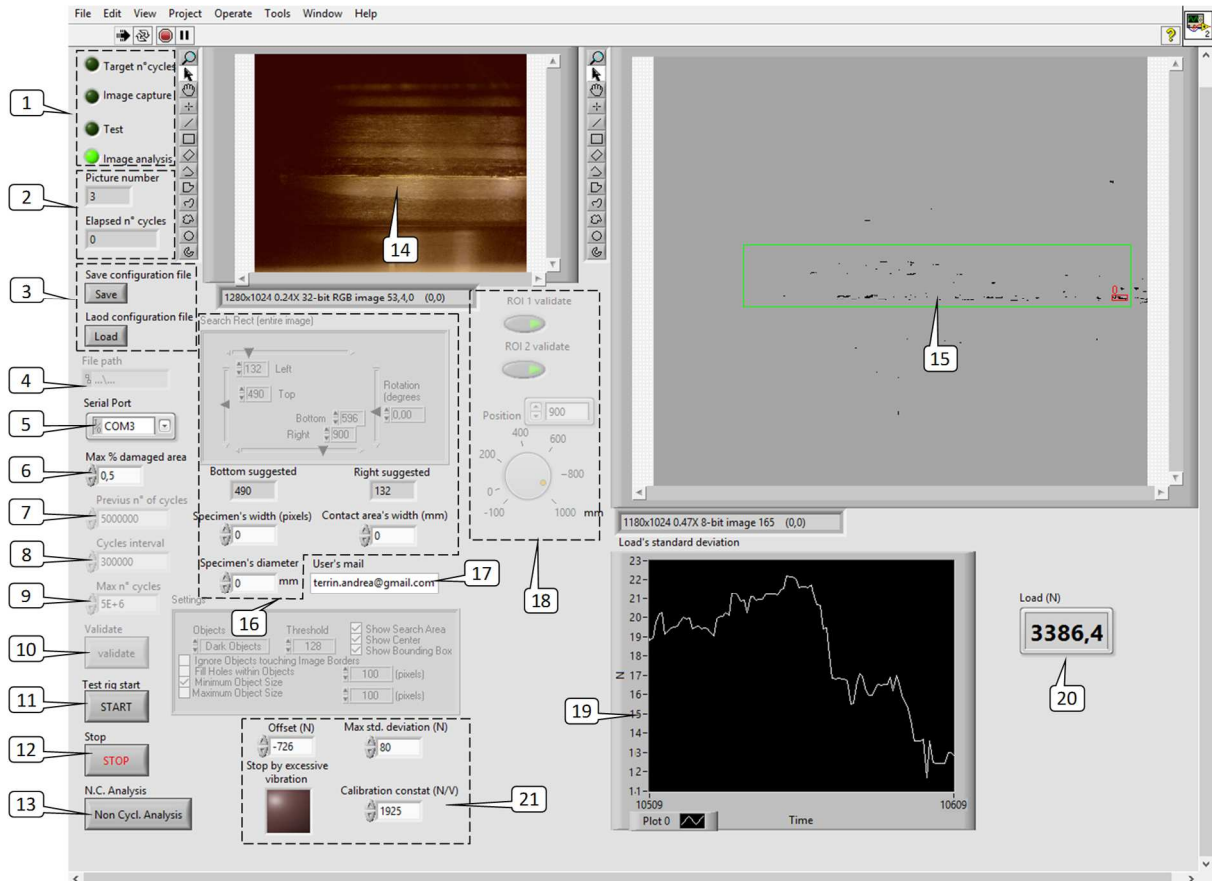 File Edit View Project Operate Tools Window Help
2
1
Target n°cycles
Image capture
Test
Image analysis
2
Picture number
3
Elapsed n° cycles
0
3
Save configuration file
Save
Laod configuration file
Load
4
File path
...\...
5
Serial Port
COM3
6
Max % damaged area
0,5
7
Previus n° of cycles
5000000
8
Cycles interval
300000
9
Max n° cycles
5E+6
10
Validate
validate
11
Test rig start
START
12
Stop
STOP
13
N.C. Analysis
Non Cycl. Analysis
14
1280x1024 0.24X 32-bit RGB image 53,4,0 (0,0)
Search Rect (entire image)
132 Left
490 Top
Rotation
(degrees
0,00
Bottom 596
Right 900
Bottom suggested
490
Right suggested
132
Specimen's width (pixels)
0
Contact area's width (mm)
0
Specimen's diameter
0 mm
16
User's mail
terrin.andrea@gmail.com
17
ROI 1 validate
ROI 2 validate
Position 900
400 600
200 800
0
-100 1000 mm
18
Settings
Objects
Dark Objects
Threshold
128
Show Search Area
Show Center
Show Bounding Box
Ignore Objects touching Image Borders
Fill Holes within Objects
Minimum Object Size
100 (pixels)
Maximum Object Size
100 (pixels)
Offset (N)
-726
Max std. deviation (N)
80
Stop by excessive
vibration
Calibration constat (N/V)
1925
21
0
15
1180x1024 0.47X 8-bit image 165 (0,0)
Load's standard deviation
23
22
21
20
19
18
17
16
15
14
13
12
11
N
19
10509 10609
Time
Plot 0
Load (N)
3386,4
20